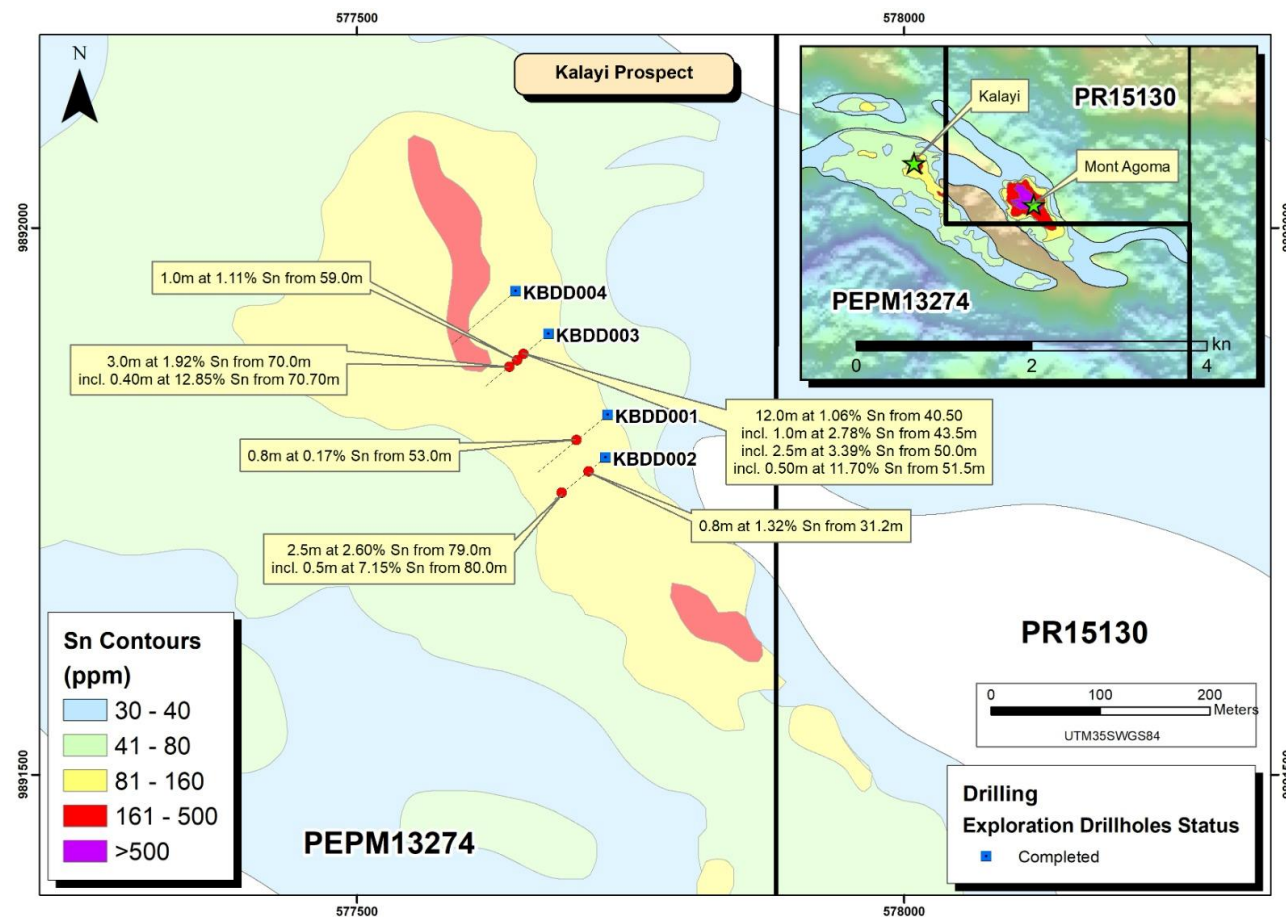 577500
578000
N
Kalayi Prospect
Kalayi
PR15130
Mont Agoma
PEPM13274
kn
0
2
4
9892000
1.0m at 1.11% Sn from 59.0m
KBDD004
KBDD003
3.0m at 1.92% Sn from 70.0m
incl. 0.40m at 12.85% Sn from 70.70m
KBDD001
12.0m at 1.06% Sn from 40.50
incl. 1.0m at 2.78% Sn from 43.5m
incl. 2.5m at 3.39% Sn from 50.0m
incl. 0.50m at 11.70% Sn from 51.5m
0.8m at 0.17% Sn from 53.0m
KBDD002
0.8m at 1.32% Sn from 31.2m
2.5m at 2.60% Sn from 79.0m
incl. 0.5m at 7.15% Sn from 80.0m
Sn Contours
(ppm)
30 - 40
41 - 80
81 - 160
161 - 500
>500
PR15130
0
100
200
Meters
UTM35SWGS84
9891500
PEPM13274
Drilling
Exploration Drillholes Status
Completed
577500
578000